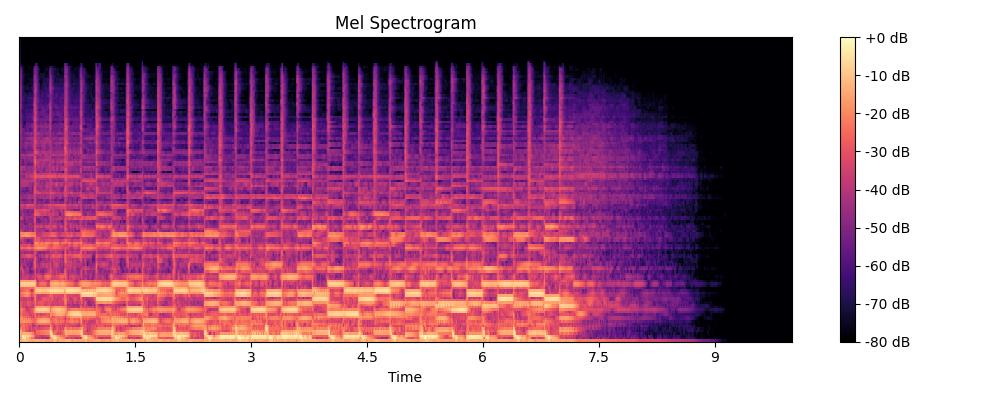 Mel Spectrogram
+0 dB
-10 dB
-20 dB
-30 dB
-40 dB
-50 dB
-60 dB
-70 dB
-80 dB
0 1.5 3 4.5 6 7.5 9
Time